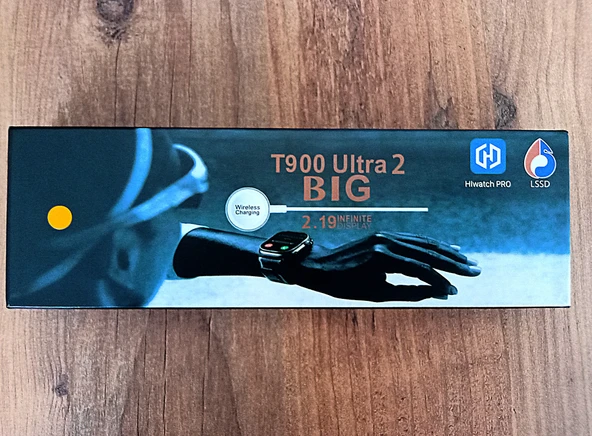 T900 Ultra 2
BIG
Wireless
Charging
2.19 INFINITE
DISPLAY
HIwatch PRO
LSSD